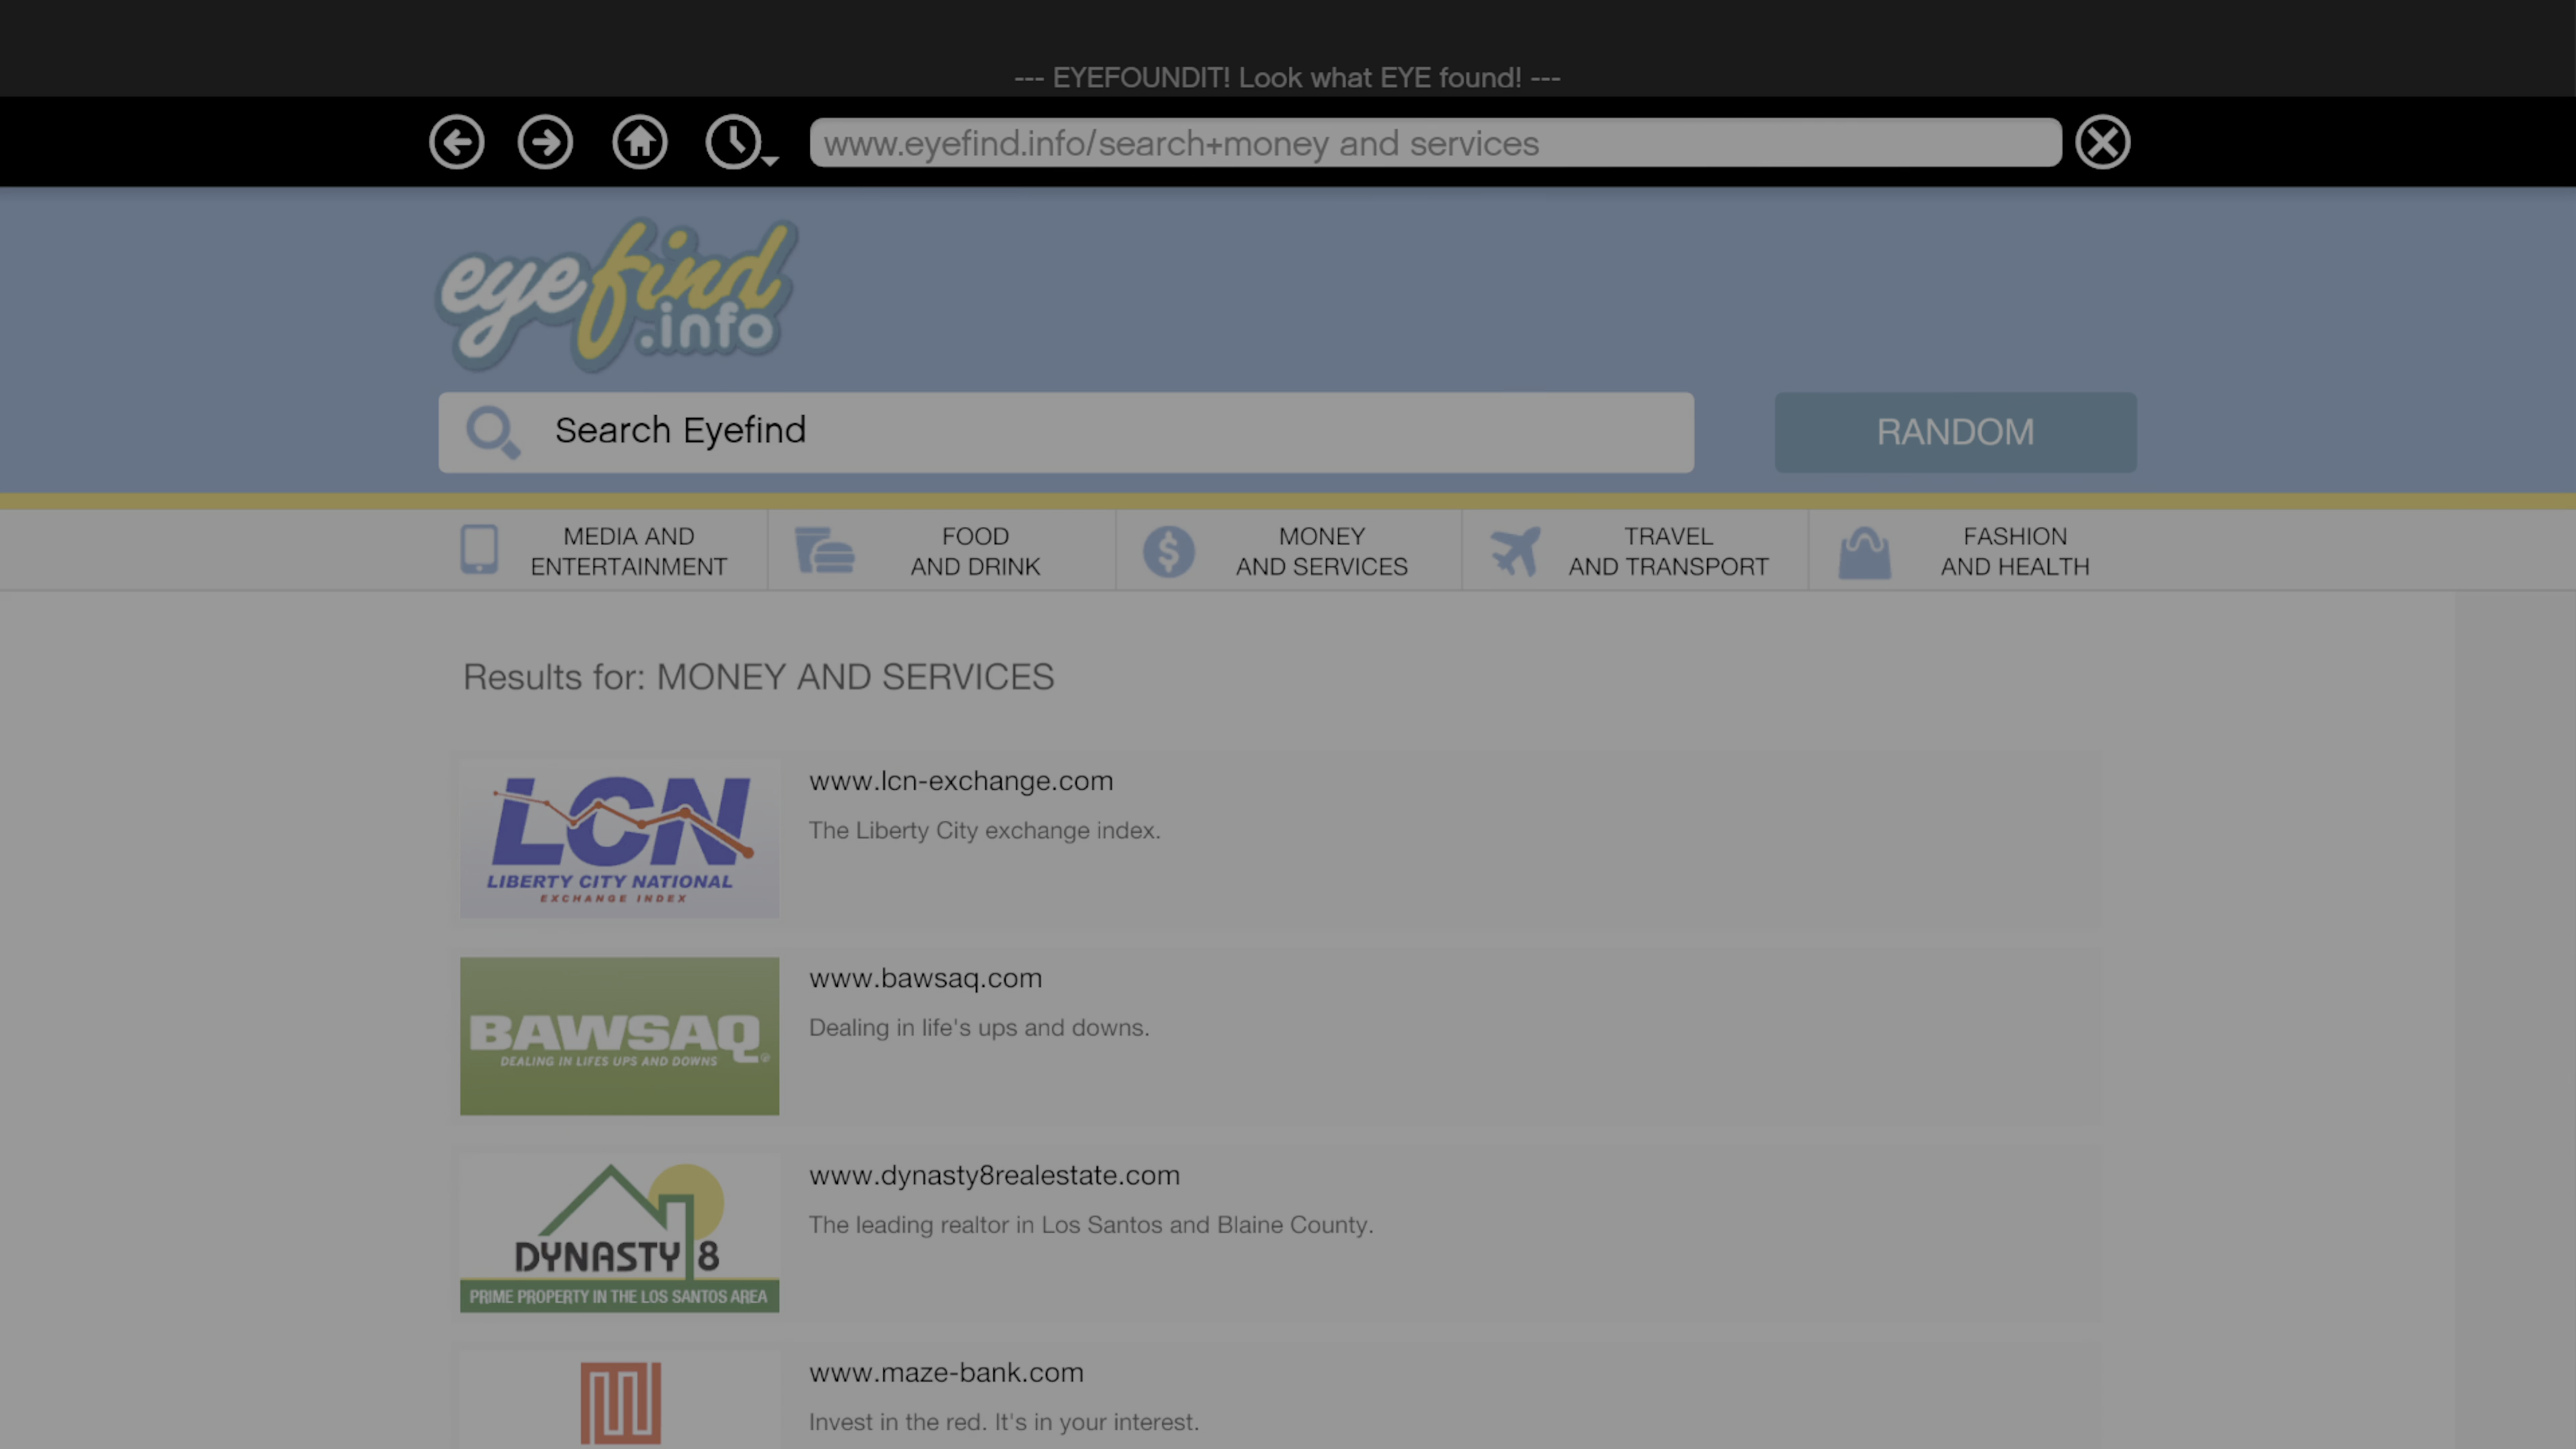 --- EYEFOUNDIT! Look what EYE found! ---
www.eyefind.info/search+money and services
eyefind
.info
Search Eyefind
RANDOM
MEDIA AND
ENTERTAINMENT
FOOD
AND DRINK
MONEY
AND SERVICES
TRAVEL
AND TRANSPORT
FASHION
AND HEALTH
Results for: MONEY AND SERVICES
LCN
LIBERTY CITY NATIONAL
EXCHANGE INDEX
www.lcn-exchange.com
The Liberty City exchange index.
BAWSAQ
DEALING IN LIFES UPS AND DOWNS
www.bawsaq.com
Dealing in life's ups and downs.
DYNASTY 8
PRIME PROPERTY IN THE LOS SANTOS AREA
www.dynasty8realestate.com
The leading realtor in Los Santos and Blaine County.
www.maze-bank.com
Invest in the red. It's in your interest.